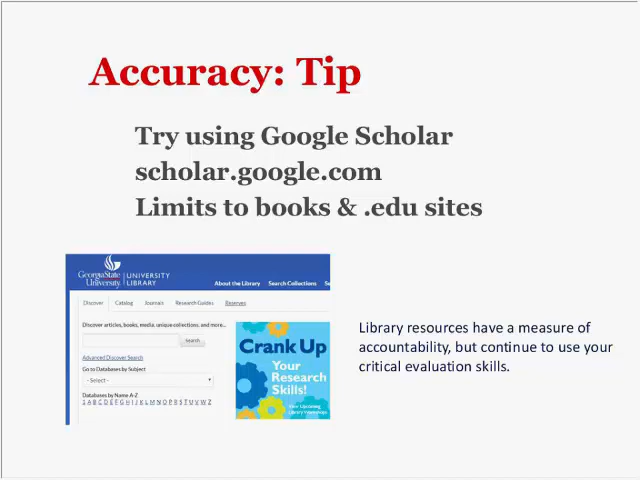 Accuracy: Tip
Try using Google Scholar
scholar.google.com
Limits to books & .edu sites
GeorgiaState University | UNIVERSITY LIBRARY
About the Library Search Collections
Discover Catalog Journals Research Guides Reserves
Discover articles, books, media, unique collections, and more...
Search
Advanced Discover Search
Go to Databases by Subject
- Select -
Databases by Name A-Z
Crank Up
Your
Research
Skills!
Library resources have a measure of
accountability, but continue to use your
critical evaluation skills.